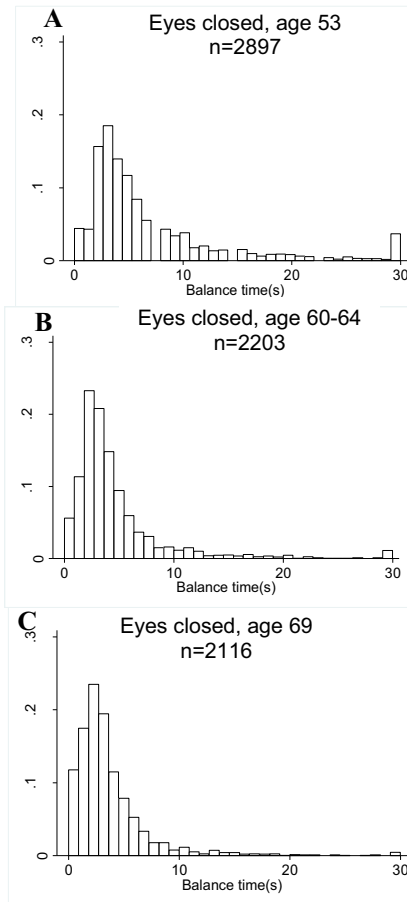 A
Eyes closed, age 53
n=2897
.3
.2
.1
0
0 10 20 30
Balance time(s)
B
Eyes closed, age 60-64
n=2203
.3
.2
.1
0
0 10 20 30
Balance time(s)
C
Eyes closed, age 69
n=2116
.3
.2
.1
0
0 10 20 30
Balance time(s)